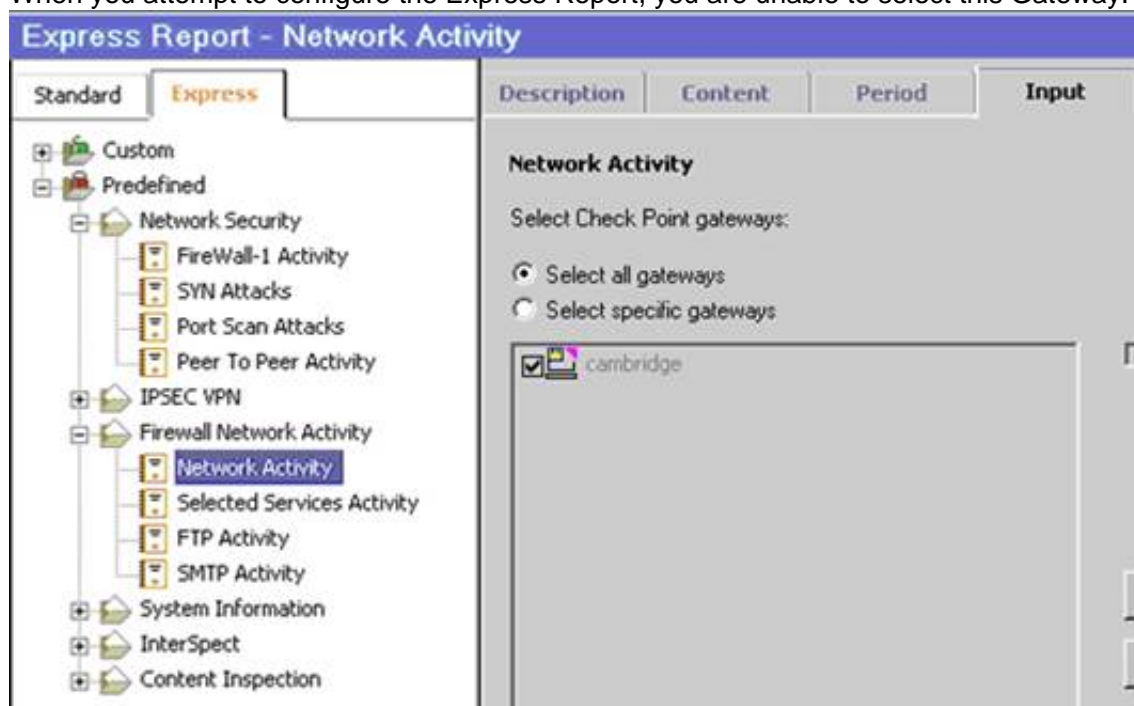 When you attempt to configure the Express Report, you are unable to select this Gateway.
Express Report - Network Activity
Standard
Express
Custom
Predefined
Network Security
FireWall-1 Activity
SYN Attacks
Port Scan Attacks
Peer To Peer Activity
IPSEC VPN
Firewall Network Activity
Network Activity
Selected Services Activity
FTP Activity
SMTP Activity
System Information
InterSpect
Content Inspection
Description
Content
Period
Input
Network Activity
Select Check Point gateways:
Select all gateways
Select specific gateways
cambridge